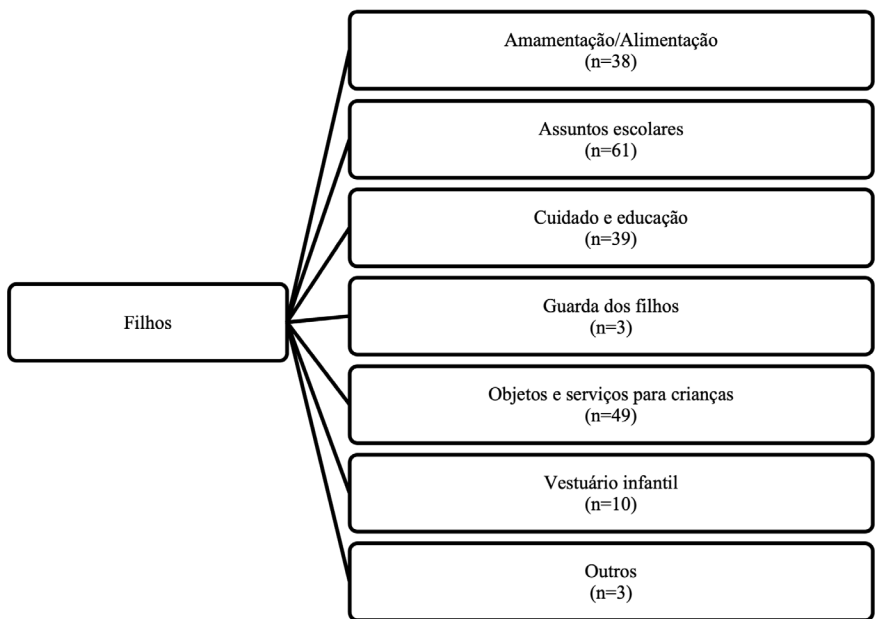 Amamentação/Alimentação
(n=38)
Assuntos escolares
(n=61)
Cuidado e educação
(n=39)
Guarda dos filhos
(n=3)
Filhos
Objetos e serviços para crianças
(n=49)
Vestuário infantil
(n=10)
Outros
(n=3)